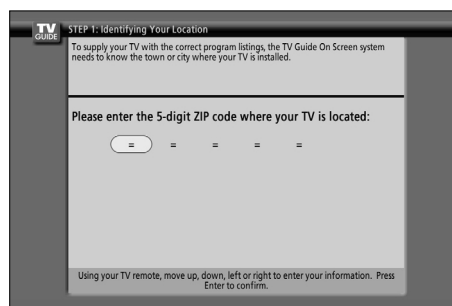 TV
GUIDE
STEP 1: Identifying Your Location
To supply your TV with the correct program listings, the TV Guide On Screen system
needs to know the town or city where your TV is installed.
Please enter the 5-digit ZIP code where your TV is located:
= = = = =
Using your TV remote, move up, down, left or right to enter your information. Press
Enter to confirm.